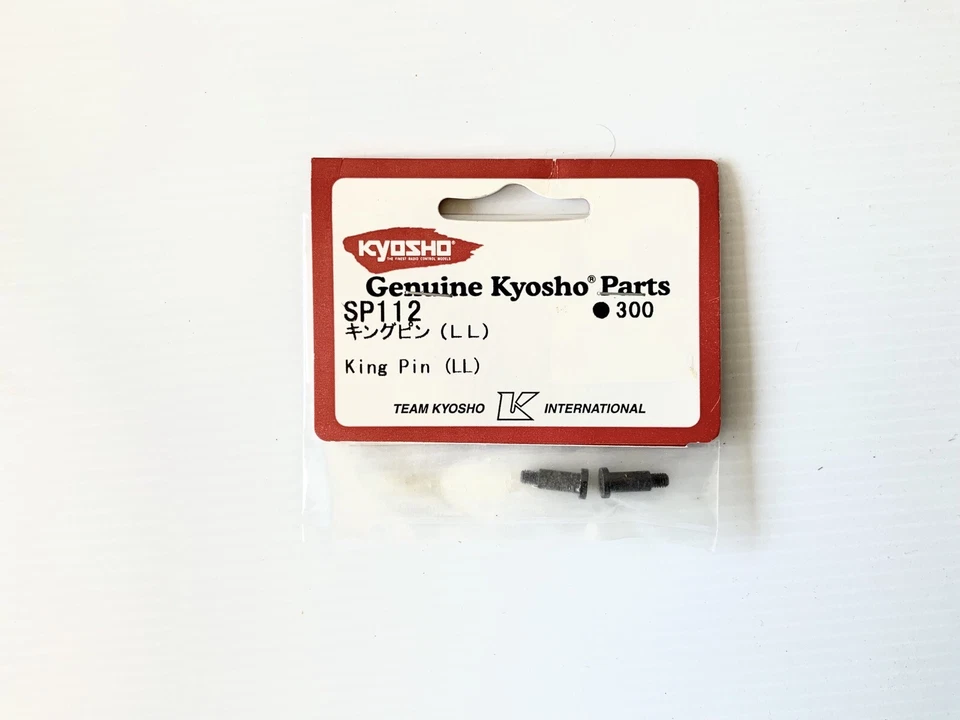 KYOSHO®
THE FINEST RADIO CONTROL MODELS
Genuine Kyosho® Parts
SP112 ●300
キングピン(LL)
King Pin (LL)
TEAM KYOSHO K INTERNATIONAL